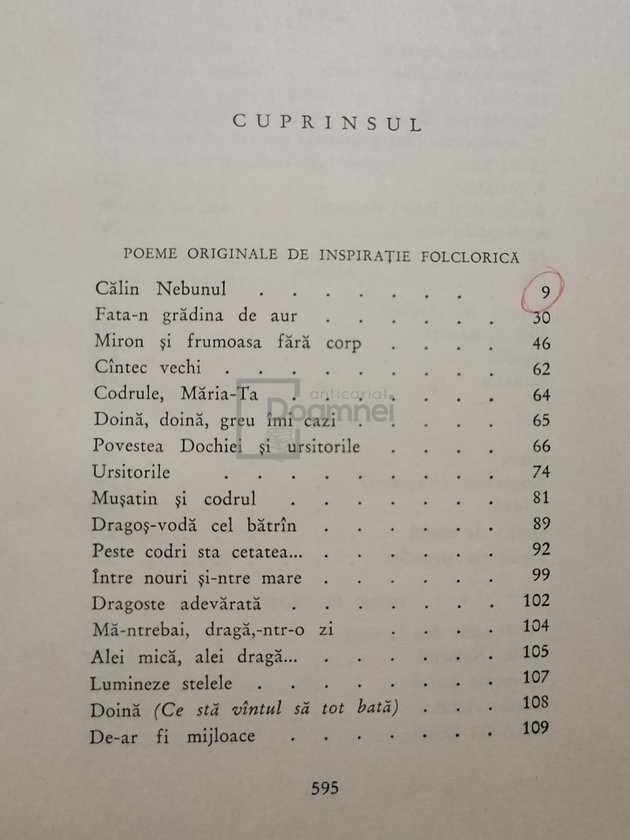 CUPRINSUL
POEME ORIGINALE DE INSPIRAȚIE FOLCLORICĂ
Călin Nebunul . . . . . . . 9
Fata-n grădina de aur . . . . . . 30
Miron și frumoasa fără corp . . . . 46
Cîntec vechi . . . . . . . . . 62
Codrule, Măria-Ta . . . . . . . 64
Doină, doină, greu îmi cazi . . . . . 65
Povestea Dochiei și ursitorile . . . . 66
Ursitorile . . . . . . . . . 74
Mușatin și codrul . . . . . . . 81
Dragoș-vodă cel bătrîn . . . . . . 89
Peste codri sta cetatea... . . . . . . 92
Între nouri și-ntre mare . . . . . . 99
Dragoste adevărată . . . . . . . 102
Mă-ntrebai, dragă,-ntr-o zi . . . . 104
Alei mică, alei dragă... . . . . . . 105
Lumineze stelele . . . . . . . . 107
Doină (Ce stă vîntul să tot bată) . . . 108
De-ar fi mijloace . . . . . . . 109
595
anticariat
Doamnei